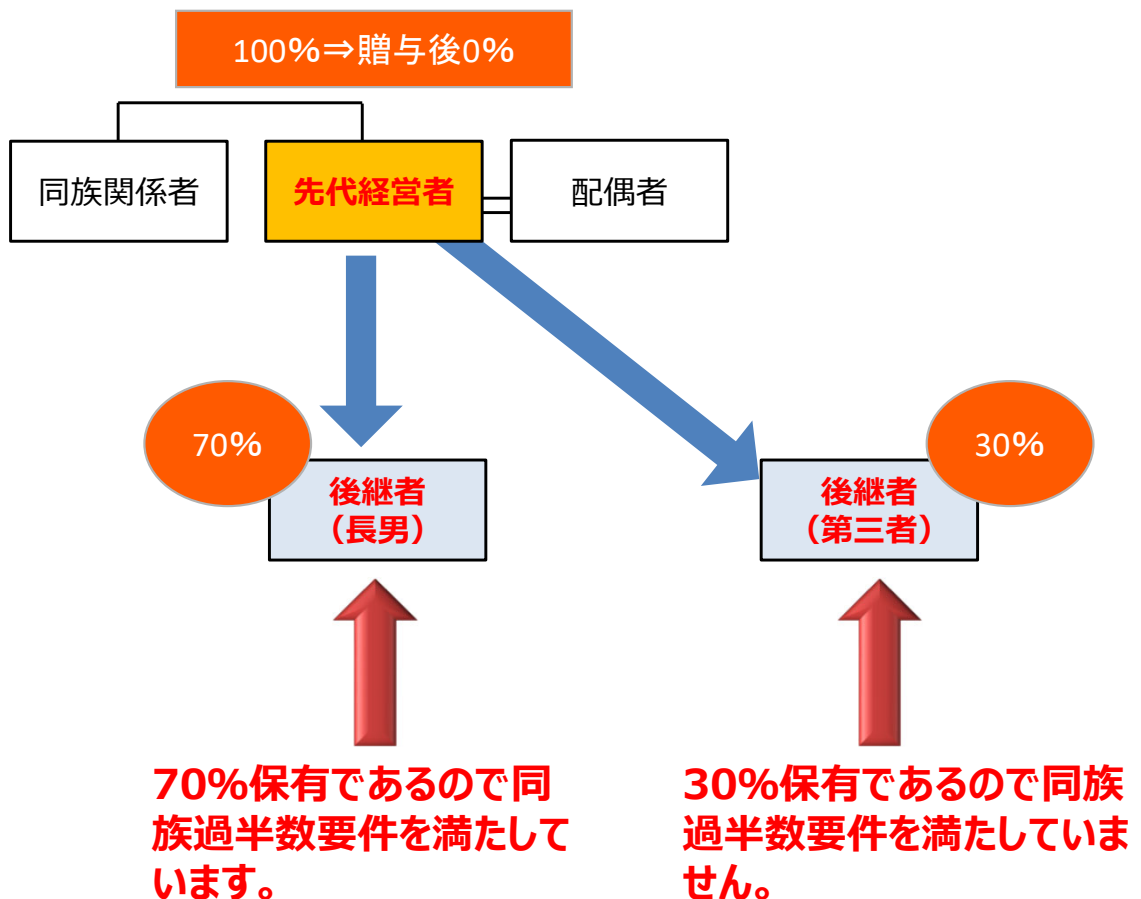 100%⇒贈与後0%
同族関係者
先代経営者
配偶者
70%
30%
後継者
（長男）
後継者
（第三者）
70%保有であるので同
族過半数要件を満たして
います。
30%保有であるので同族
過半数要件を満たしていま
せん。